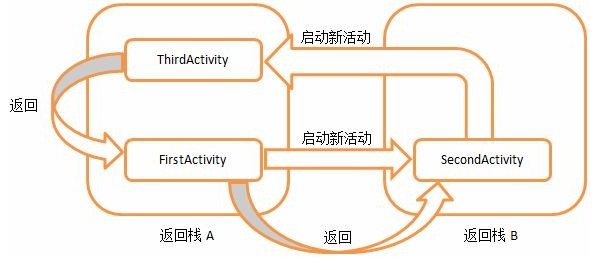 启动新活动
ThirdActivity
返回
启动新活动
FirstActivity
SecondActivity
返回栈 A
返回
返回栈 B